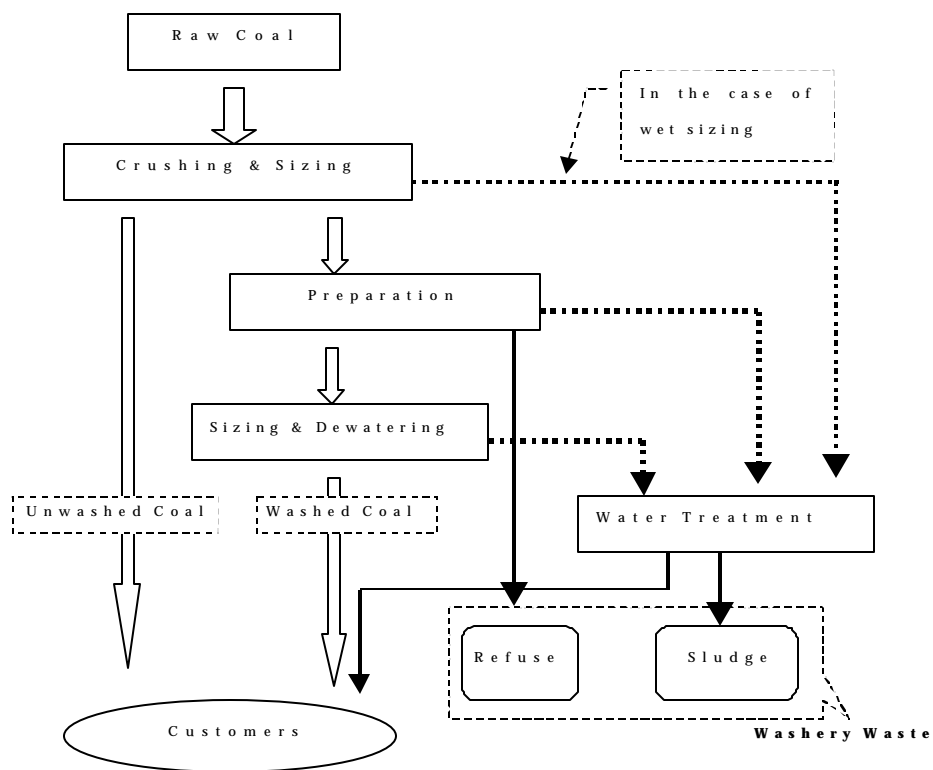 Raw Coal
In the case of
wet sizing
Crushing & Sizing
Preparation
Sizing & Dewatering
Unwashed Coal
Washed Coal
Water Treatment
Refuse
Sludge
Customers
Washery Waste